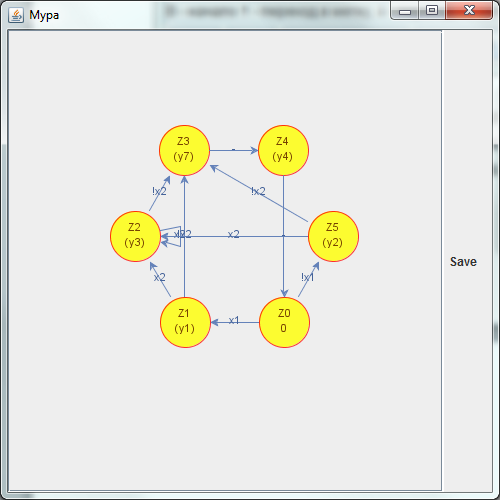 Мура
Z3
(y7)
-
Z4
(y4)
!x2
!x2
Z2
(y3)
x2
-
Z5
(y2)
x2
!x1
Z1
(y1)
x1
Z0
0
Save